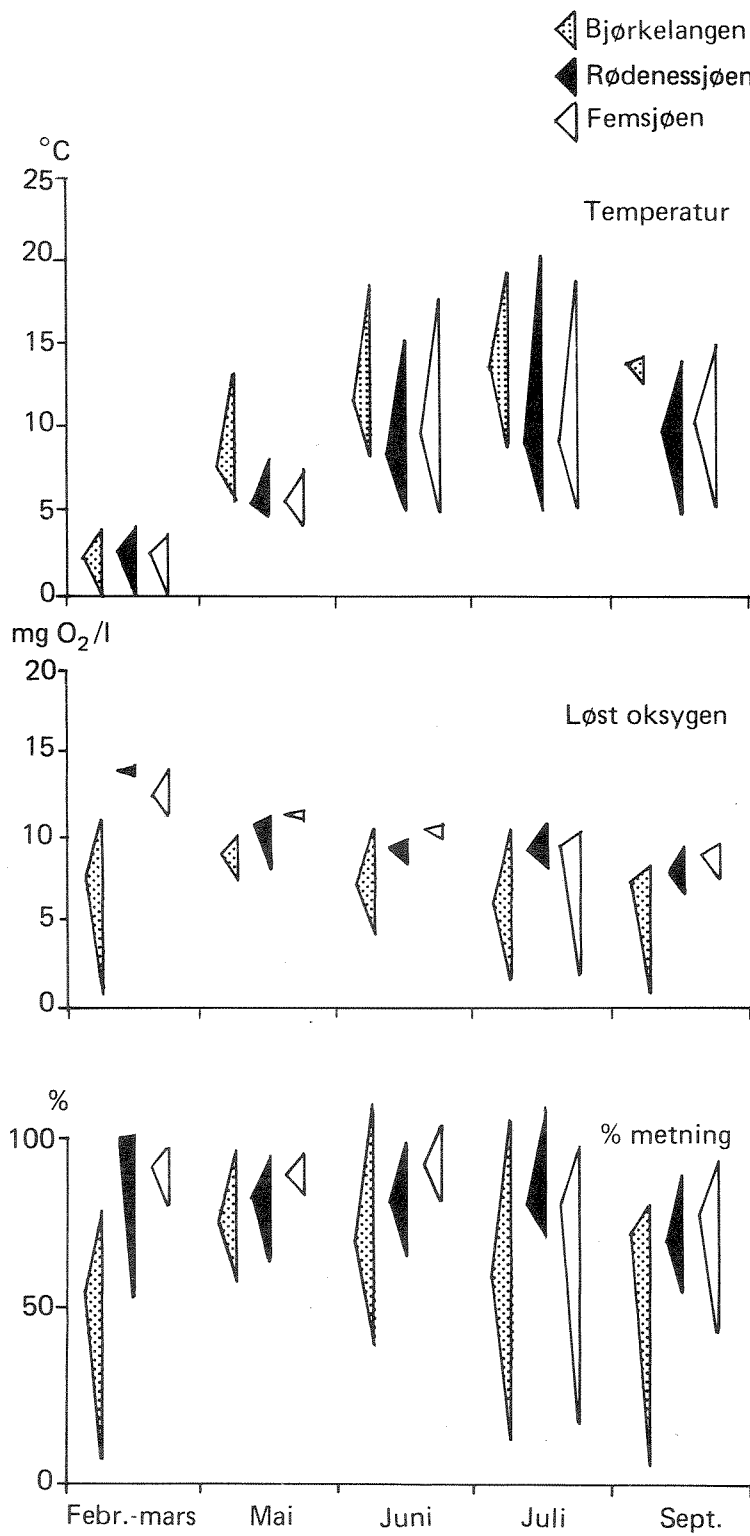 Bjørkelangen
Rødenessjøen
Femsjøen
°C
25
Temperatur
20
15
10
5
0
mg O₂/l
20
Løst oksygen
15
10
5
0
%
100
% metning
50
0
Febr.-mars Mai Juni Juli Sept.